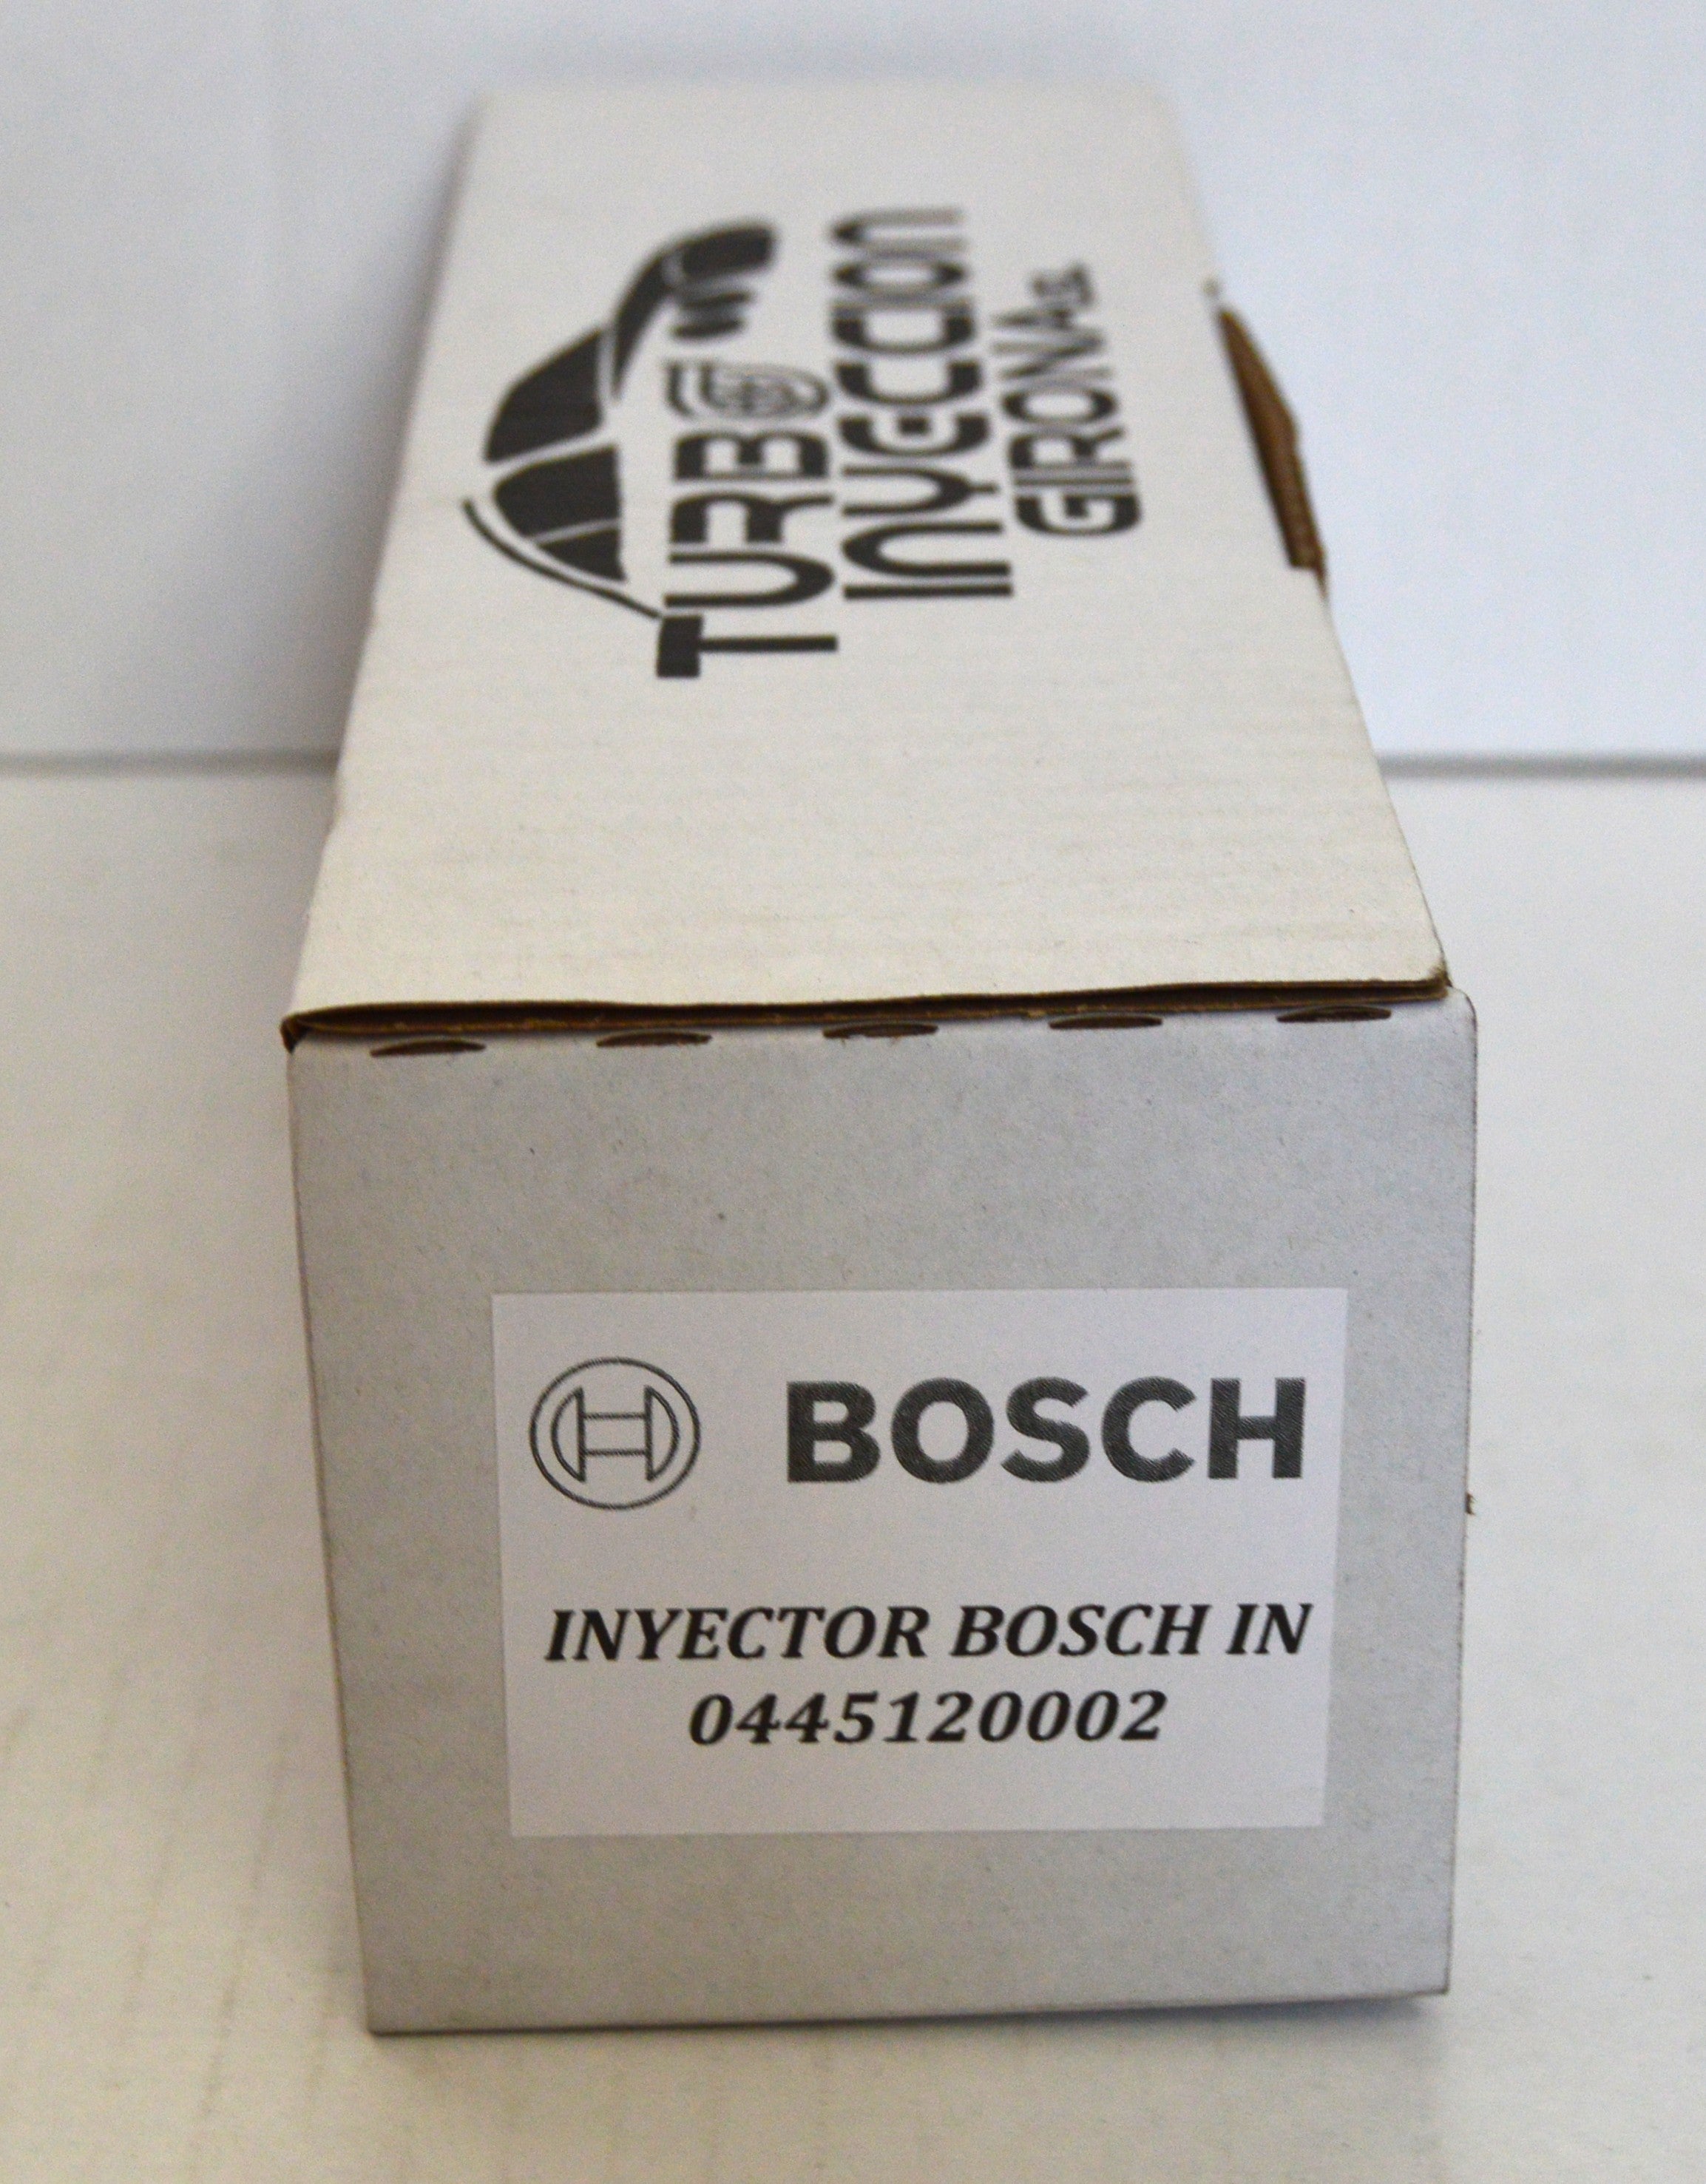 TURBO
INYECCION
GIRONA
BOSCH
INYECTOR BOSCH IN
0445120002